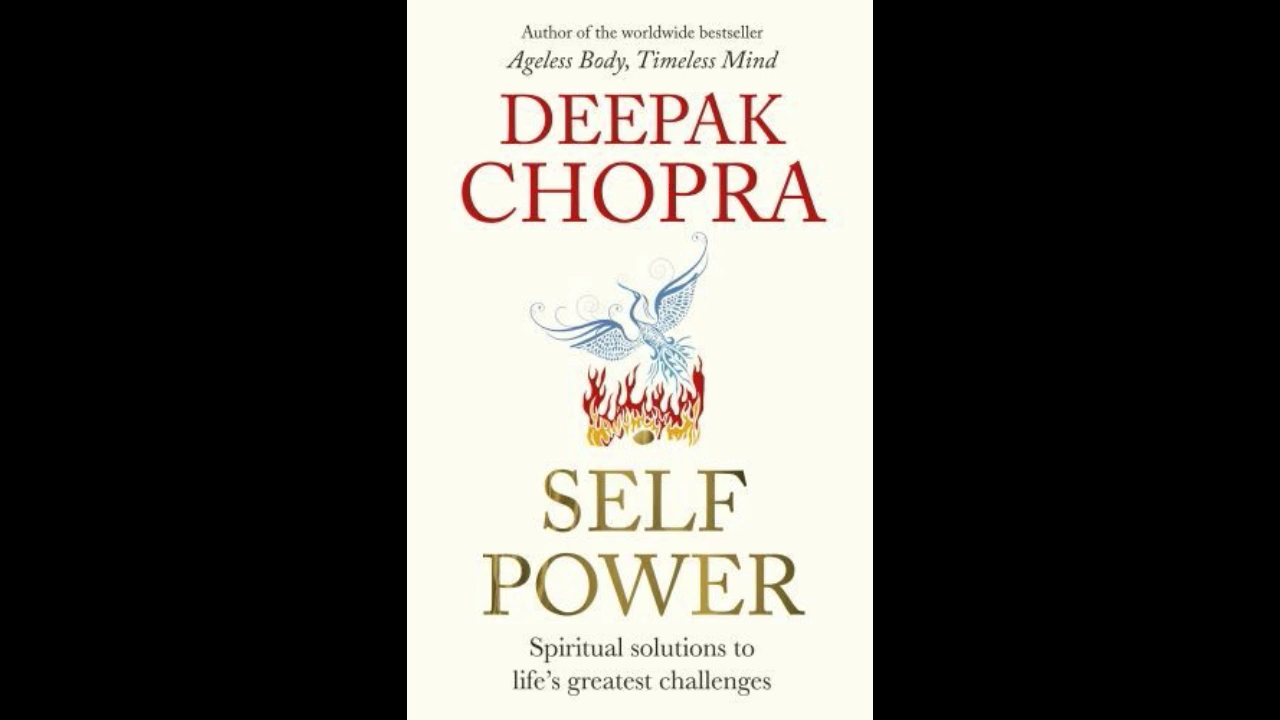 Author of the worldwide bestseller
Ageless Body, Timeless Mind
DEEPAK
CHOPRA
SELF
POWER
Spiritual solutions to
life's greatest challenges